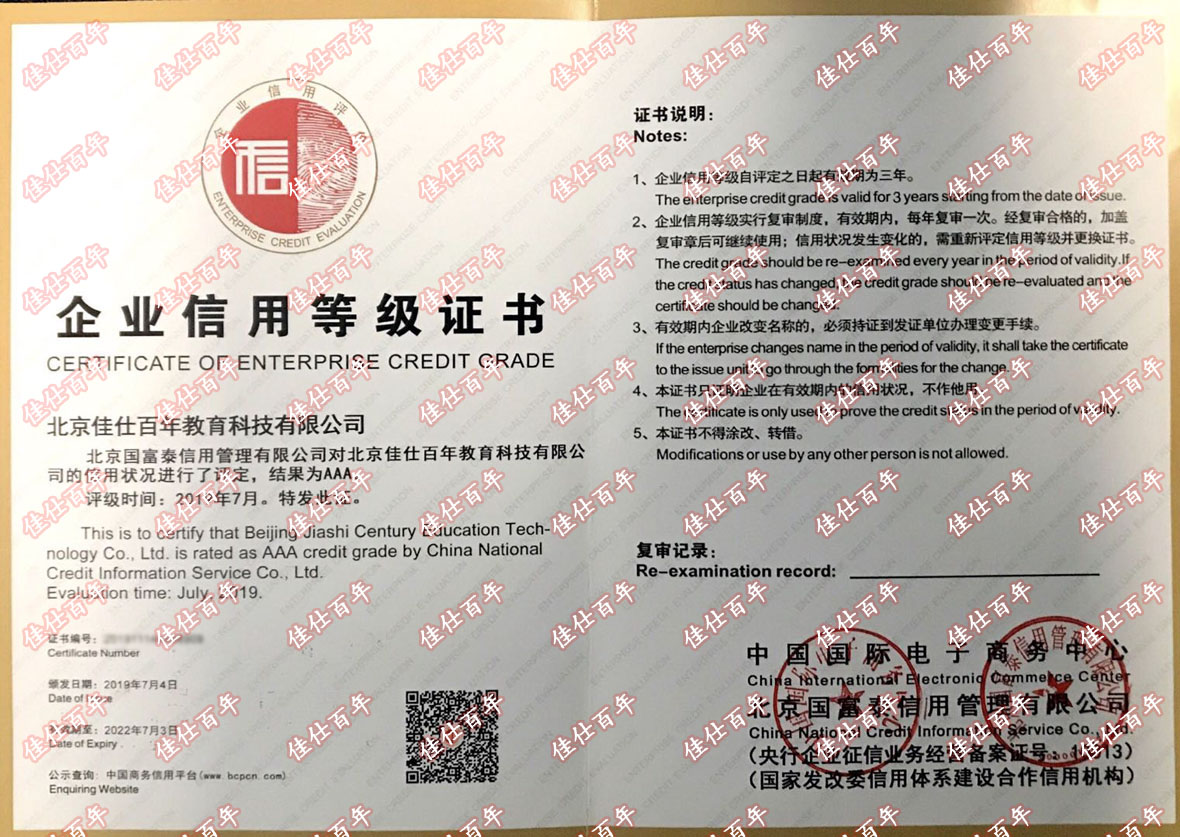 企业信用评价
信
ENTERPRISE CREDIT EVALUATION
企业信用等级证书
CERTIFICATE OF ENTERPRISE CREDIT GRADE
北京佳仕百年教育科技有限公司
北京国富泰信用管理有限公司对北京佳仕百年教育科技有限公
司的信用状况进行了评定，结果为AAA。
评级时间：2019年7月。特发此证。
This is to certify that Beijing Jiashi Century Education Tech-
nology Co., Ltd. is rated as AAA credit grade by China National
Credit Information Service Co., Ltd.
Evaluation time: July, 2019.
证书编号：
Certificate Number
颁发日期：2019年7月4日
Date of Issue
有效期至：2022年7月3日
Date of Expiry
公示查询：中国商务信用平台(www.bcpcn.com)
Enquiring Website
证书说明：
Notes:
1、企业信用等级自评定之日起有效期为三年。
The enterprise credit grade is valid for 3 years starting from the date of issue.
2、企业信用等级实行复审制度，有效期内，每年复审一次。经复审合格的，加盖
复审章后可继续使用；信用状况发生变化的，需重新评定信用等级并更换证书。
The credit grade should be re-examined every year in the period of validity.If
the credit status has changed, the credit grade should be re-evaluated and the
certificate should be changed.
3、有效期内企业改变名称的，必须持证到发证单位办理变更手续。
If the enterprise changes name in the period of validity, it shall take the certificate
to the issue unit to go through the formalities for the change.
4、本证书只证明企业在有效期内的信用状况，不作他用。
The certificate is only used to prove the credit status in the period of validity.
5、本证书不得涂改、转借。
Modifications or use by any other person is not allowed.
复审记录：
Re-examination record:
中国国际电子商务中心
China International Electronic Commerce Center
北京国富泰信用管理有限公司
China National Credit Information Service Co., Ltd.
(央行企业征信业务经营备案证号：
(国家发改委信用体系建设合作信用机构)
佳仕百年